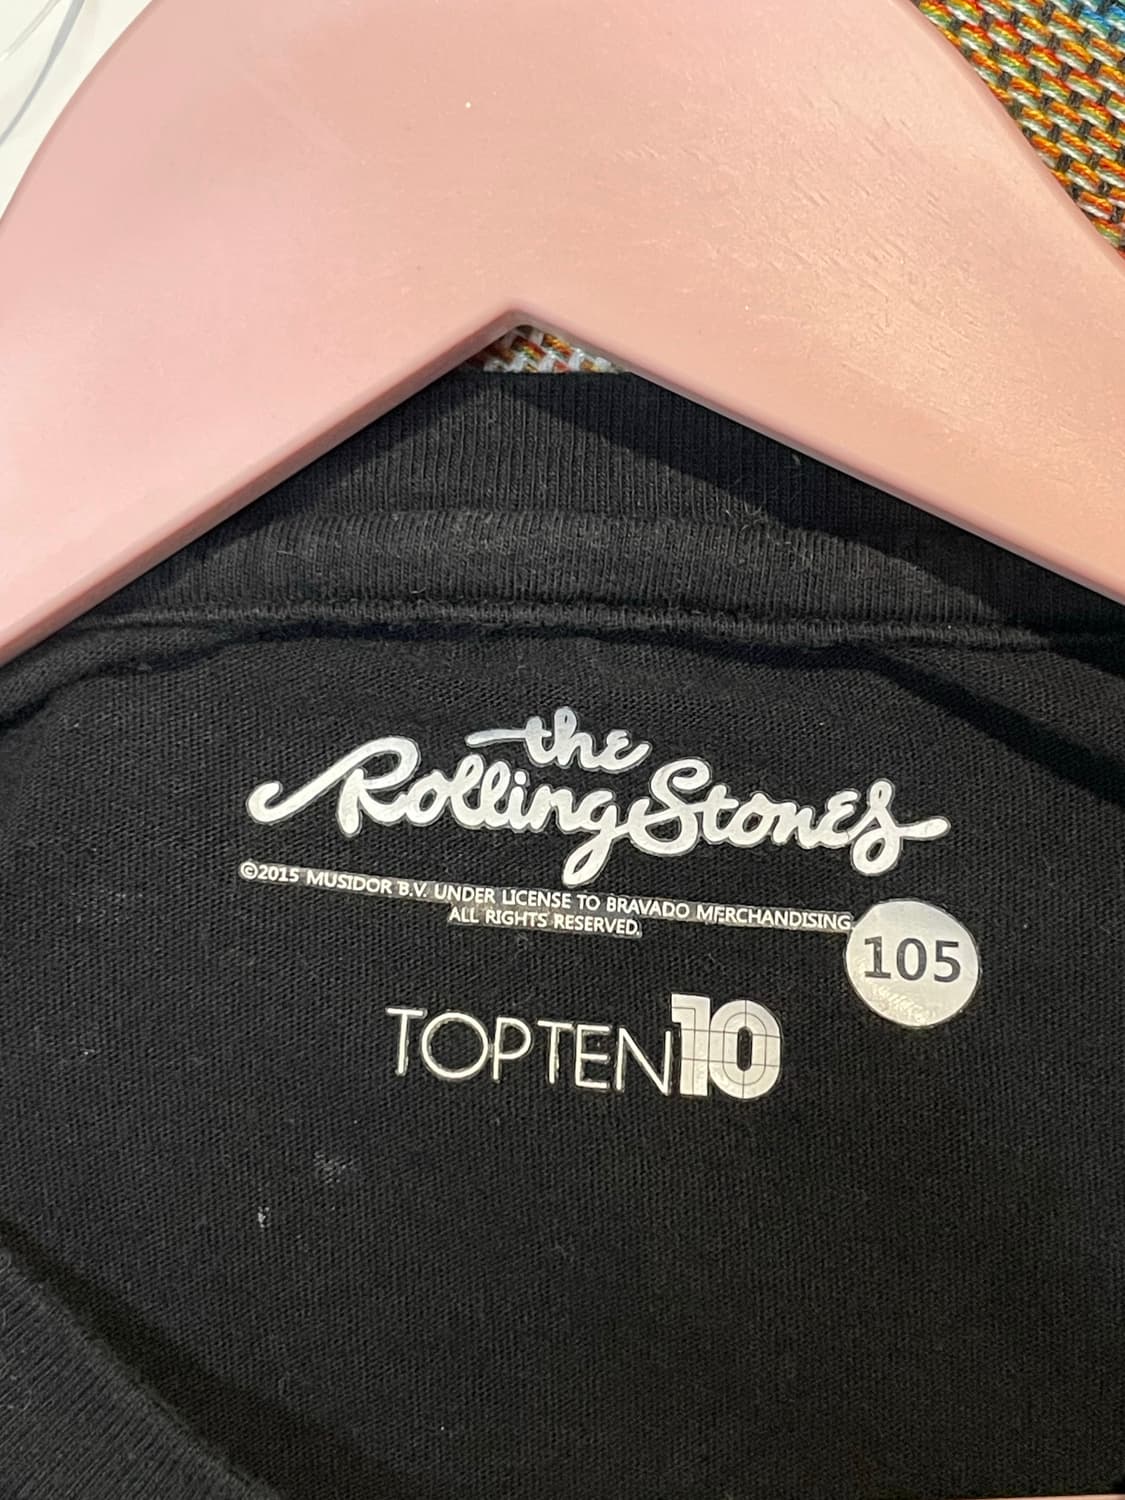 the
Rolling Stones
©2015 MUSIDOR B.V. UNDER LICENSE TO BRAVADO MERCHANDISING.
ALL RIGHTS RESERVED.
105
TOPTEN10